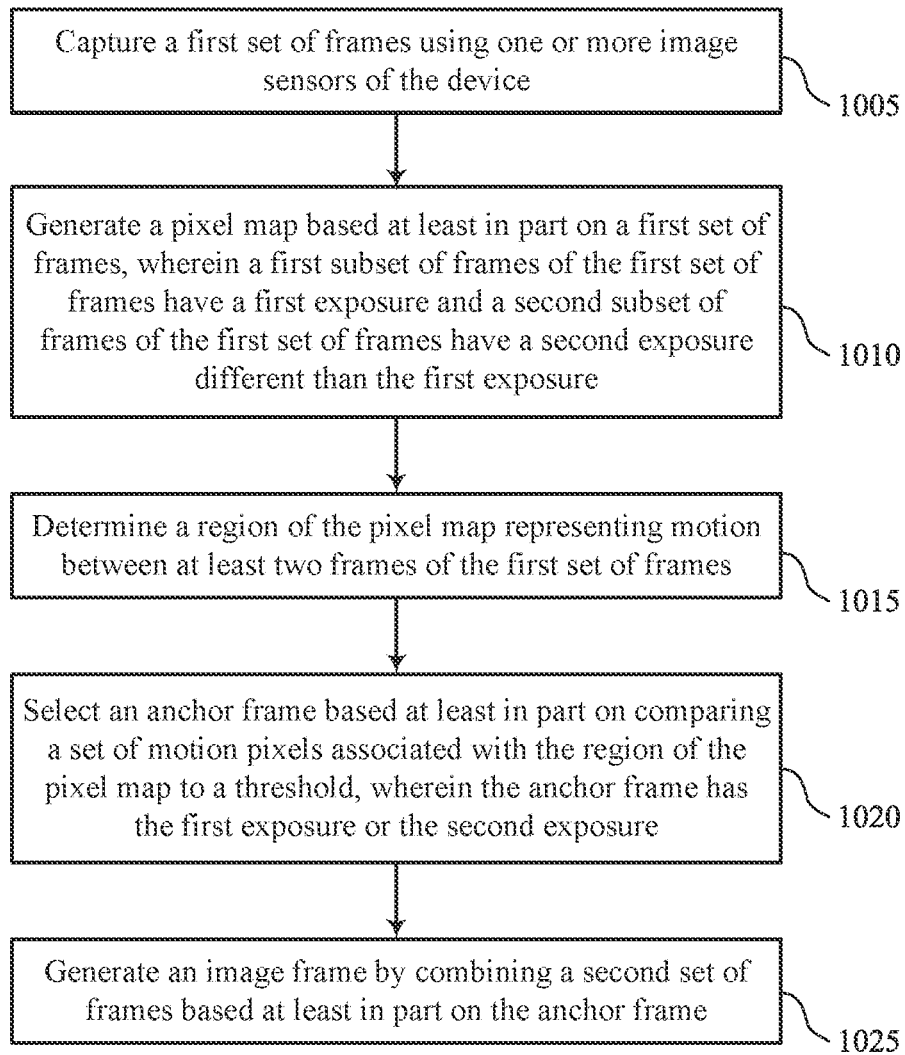 Capture a first set of frames using one or more image
sensors of the device
1005
Generate a pixel map based at least in part on a first set of
frames, wherein a first subset of frames of the first set of
frames have a first exposure and a second subset of
frames of the first set of frames have a second exposure
different than the first exposure
1010
Determine a region of the pixel map representing motion
between at least two frames of the first set of frames
1015
Select an anchor frame based at least in part on comparing
a set of motion pixels associated with the region of the
pixel map to a threshold, wherein the anchor frame has
the first exposure or the second exposure
1020
Generate an image frame by combining a second set of
frames based at least in part on the anchor frame
1025